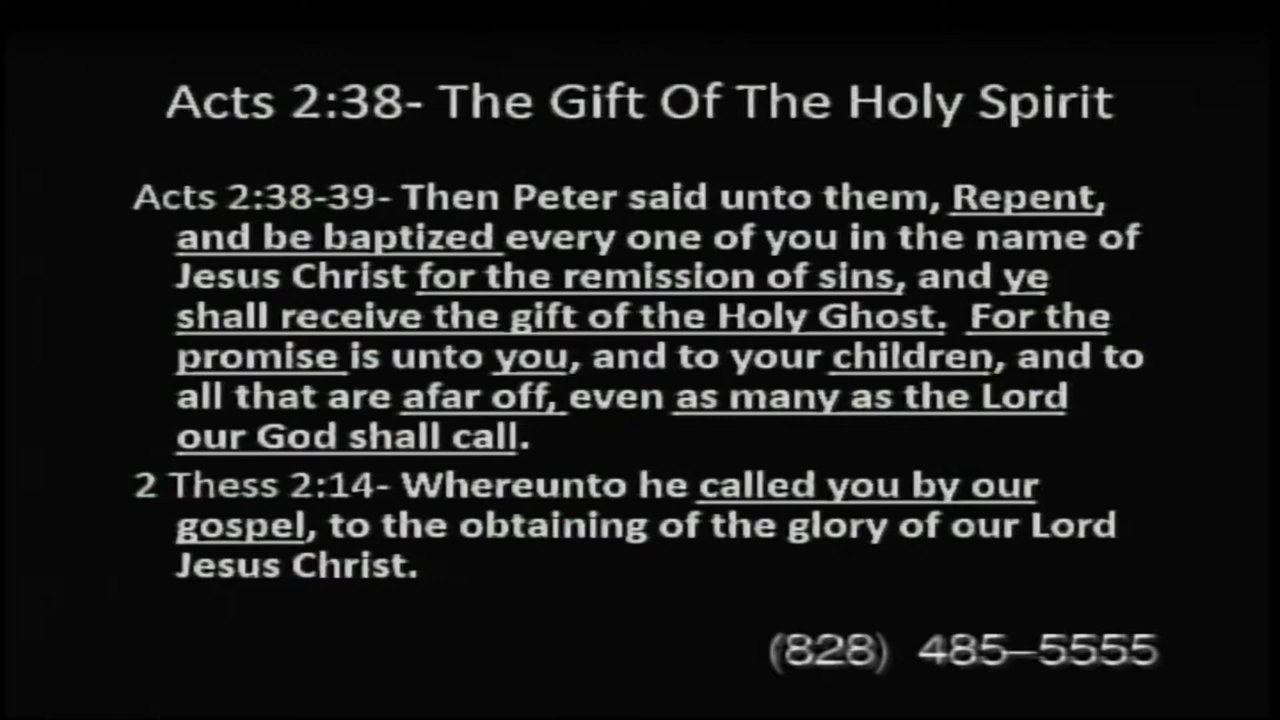 Acts 2:38- The Gift Of The Holy Spirit
Acts 2:38-39- Then Peter said unto them, Repent,
and be baptized every one of you in the name of
Jesus Christ for the remission of sins, and ye
shall receive the gift of the Holy Ghost. For the
promise is unto you, and to your children, and to
all that are afar off, even as many as the Lord
our God shall call.
2 Thess 2:14- Whereunto he called you by our
gospel, to the obtaining of the glory of our Lord
Jesus Christ.
(828) 485-5555